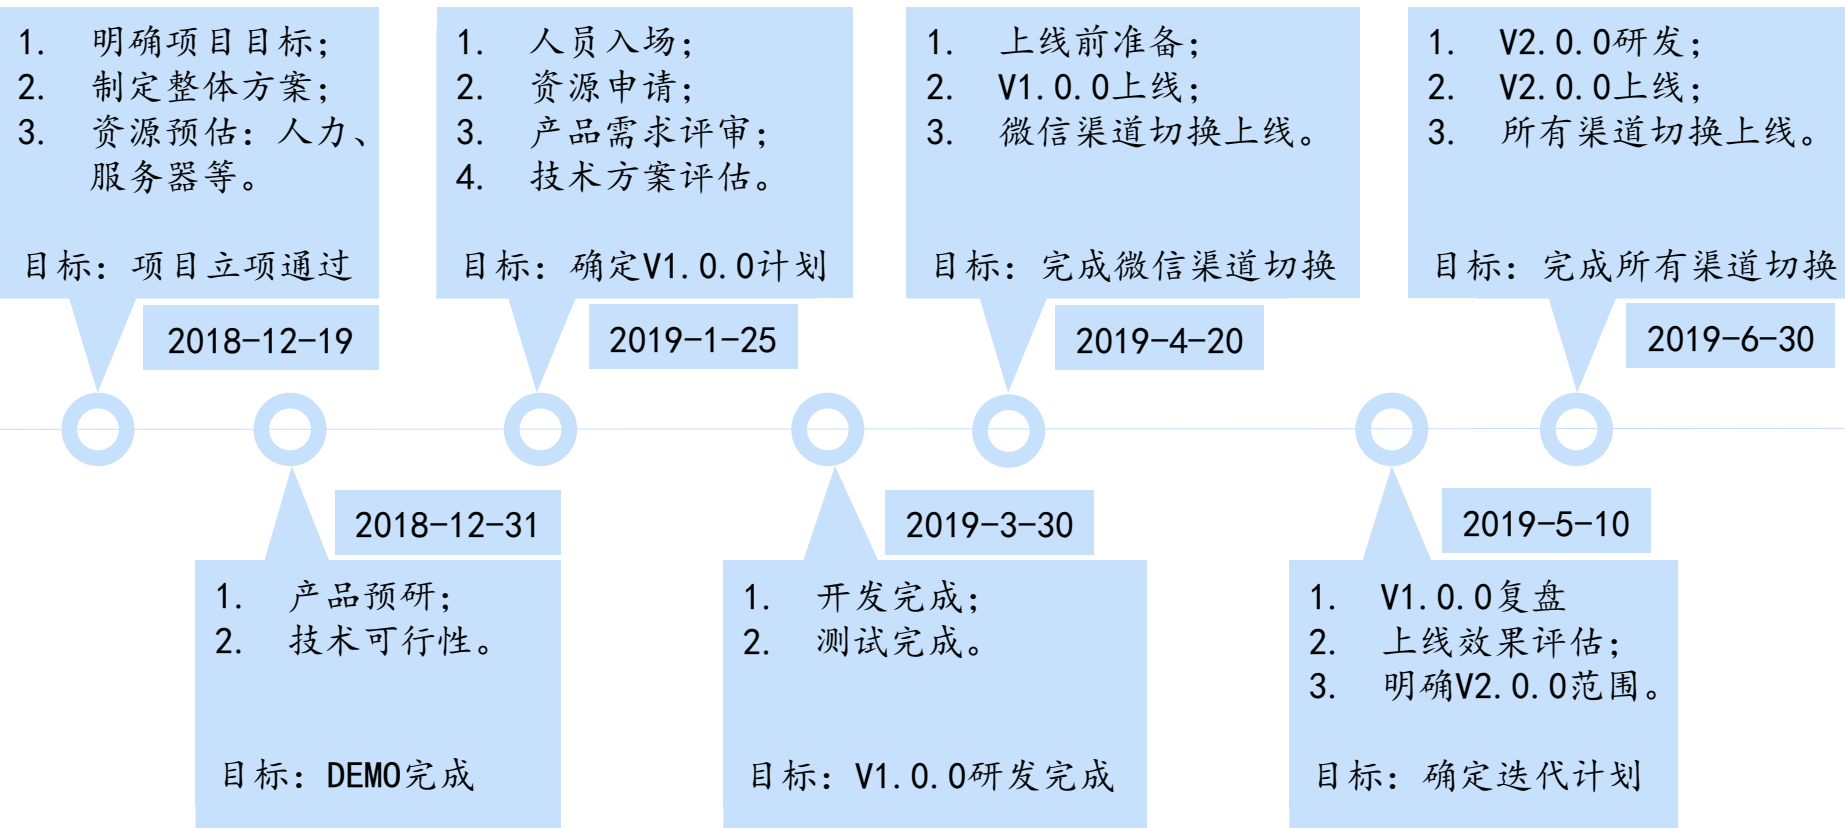 1. 明确项目目标；
2. 制定整体方案；
3. 资源预估：人力、
服务器等。
目标：项目立项通过
2018-12-19
1. 人员入场；
2. 资源申请；
3. 产品需求评审；
4. 技术方案评估。
目标：确定V1.0.0计划
2019-1-25
1. 上线前准备；
2. V1.0.0上线；
3. 微信渠道切换上线。
目标：完成微信渠道切换
2019-4-20
1. V2.0.0研发；
2. V2.0.0上线；
3. 所有渠道切换上线。
目标：完成所有渠道切换
2019-6-30
2018-12-31
1. 产品预研；
2. 技术可行性。
目标：DEMO完成
2019-3-30
1. 开发完成；
2. 测试完成。
目标：V1.0.0研发完成
2019-5-10
1. V1.0.0复盘
2. 上线效果评估；
3. 明确V2.0.0范围。
目标：确定迭代计划